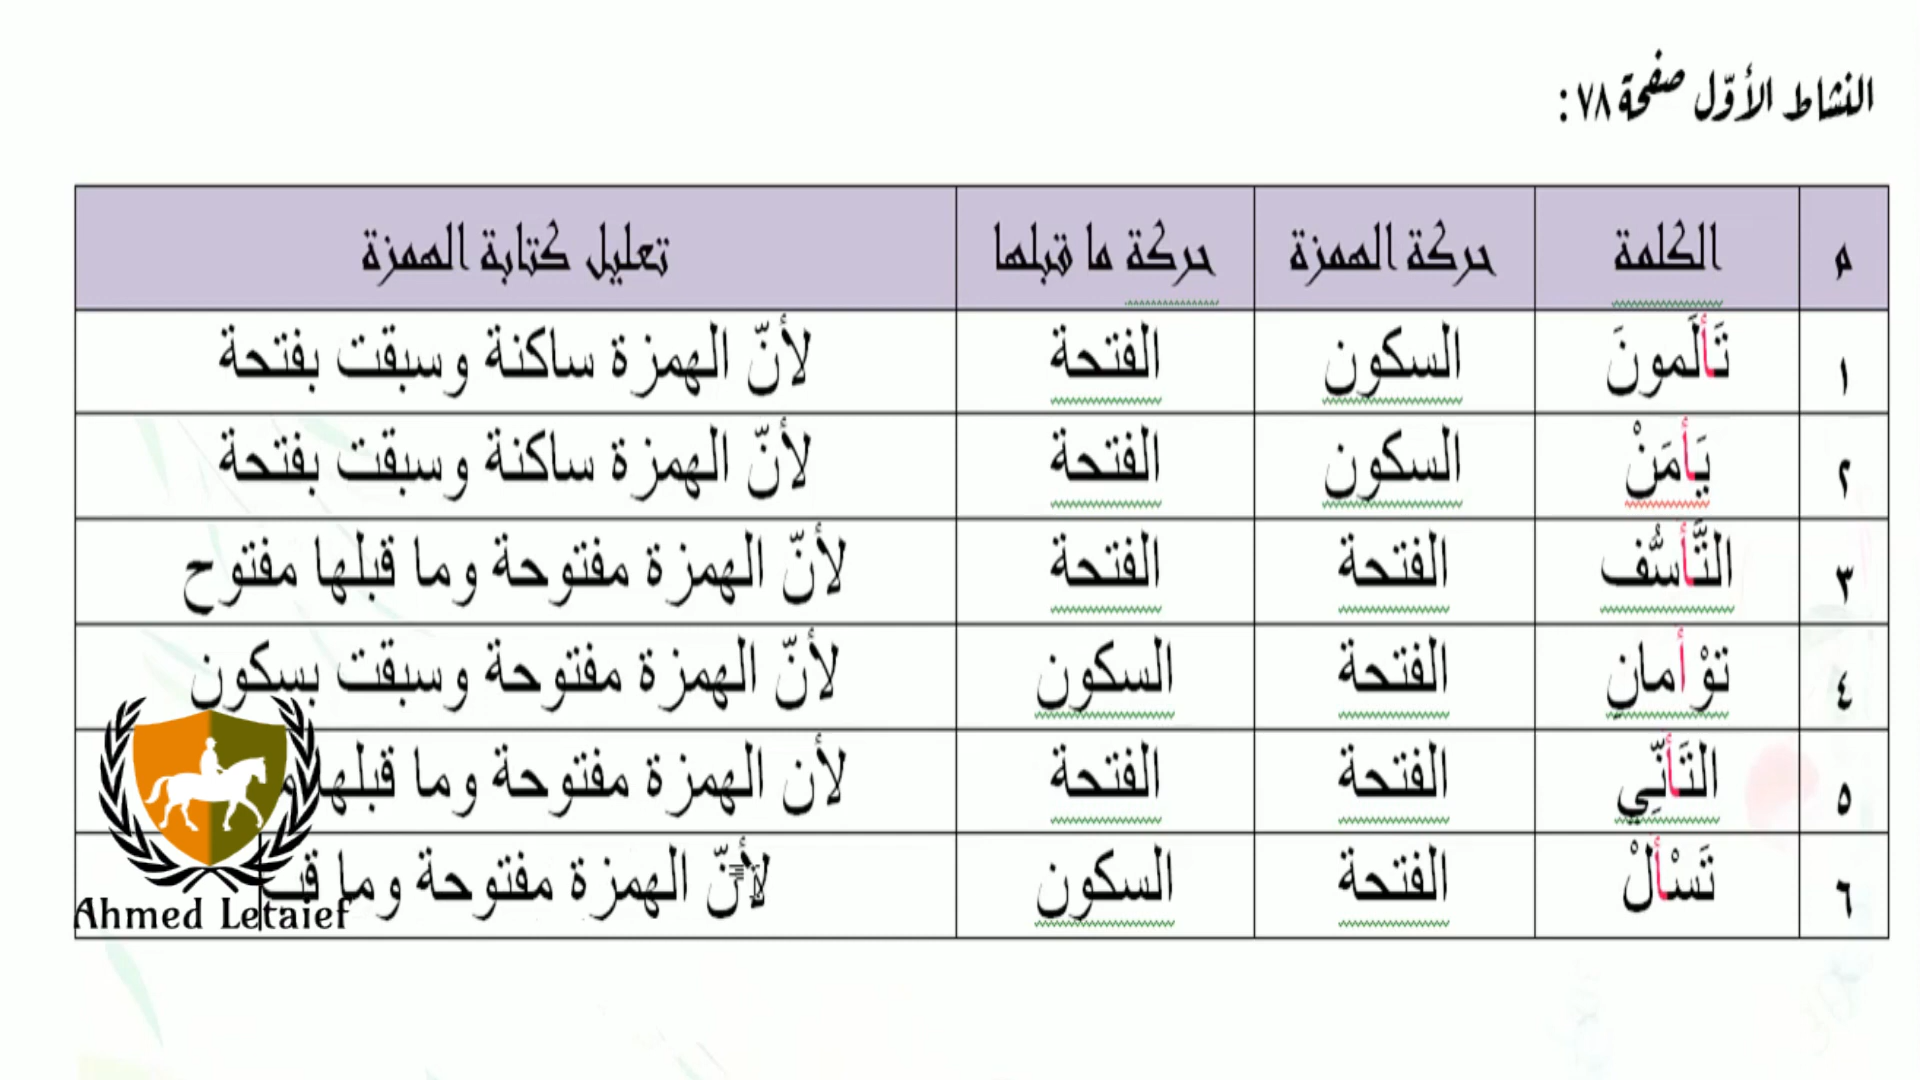 النشاط الأوّل صفحة ٧٨ :
م الكلمة حركة الهمزة حركة ما قبلها تعليل كتابة الهمزة
١ تَألَمونَ السكون الفتحة لأنّ الهمزة ساكنة وسبقت بفتحة
٢ يَأمَنْ السكون الفتحة لأنّ الهمزة ساكنة وسبقت بفتحة
٣ التَّأسُّف الفتحة الفتحة لأنّ الهمزة مفتوحة وما قبلها مفتوح
٤ توْأمانِ الفتحة السكون لأنّ الهمزة مفتوحة وسبقت بسكون
٥ التَأنِّي الفتحة الفتحة لأن الهمزة مفتوحة وما قبلها
٦ تَسْألْ الفتحة السكون لأنّ الهمزة مفتوحة وما قب
Ahmed Letaief